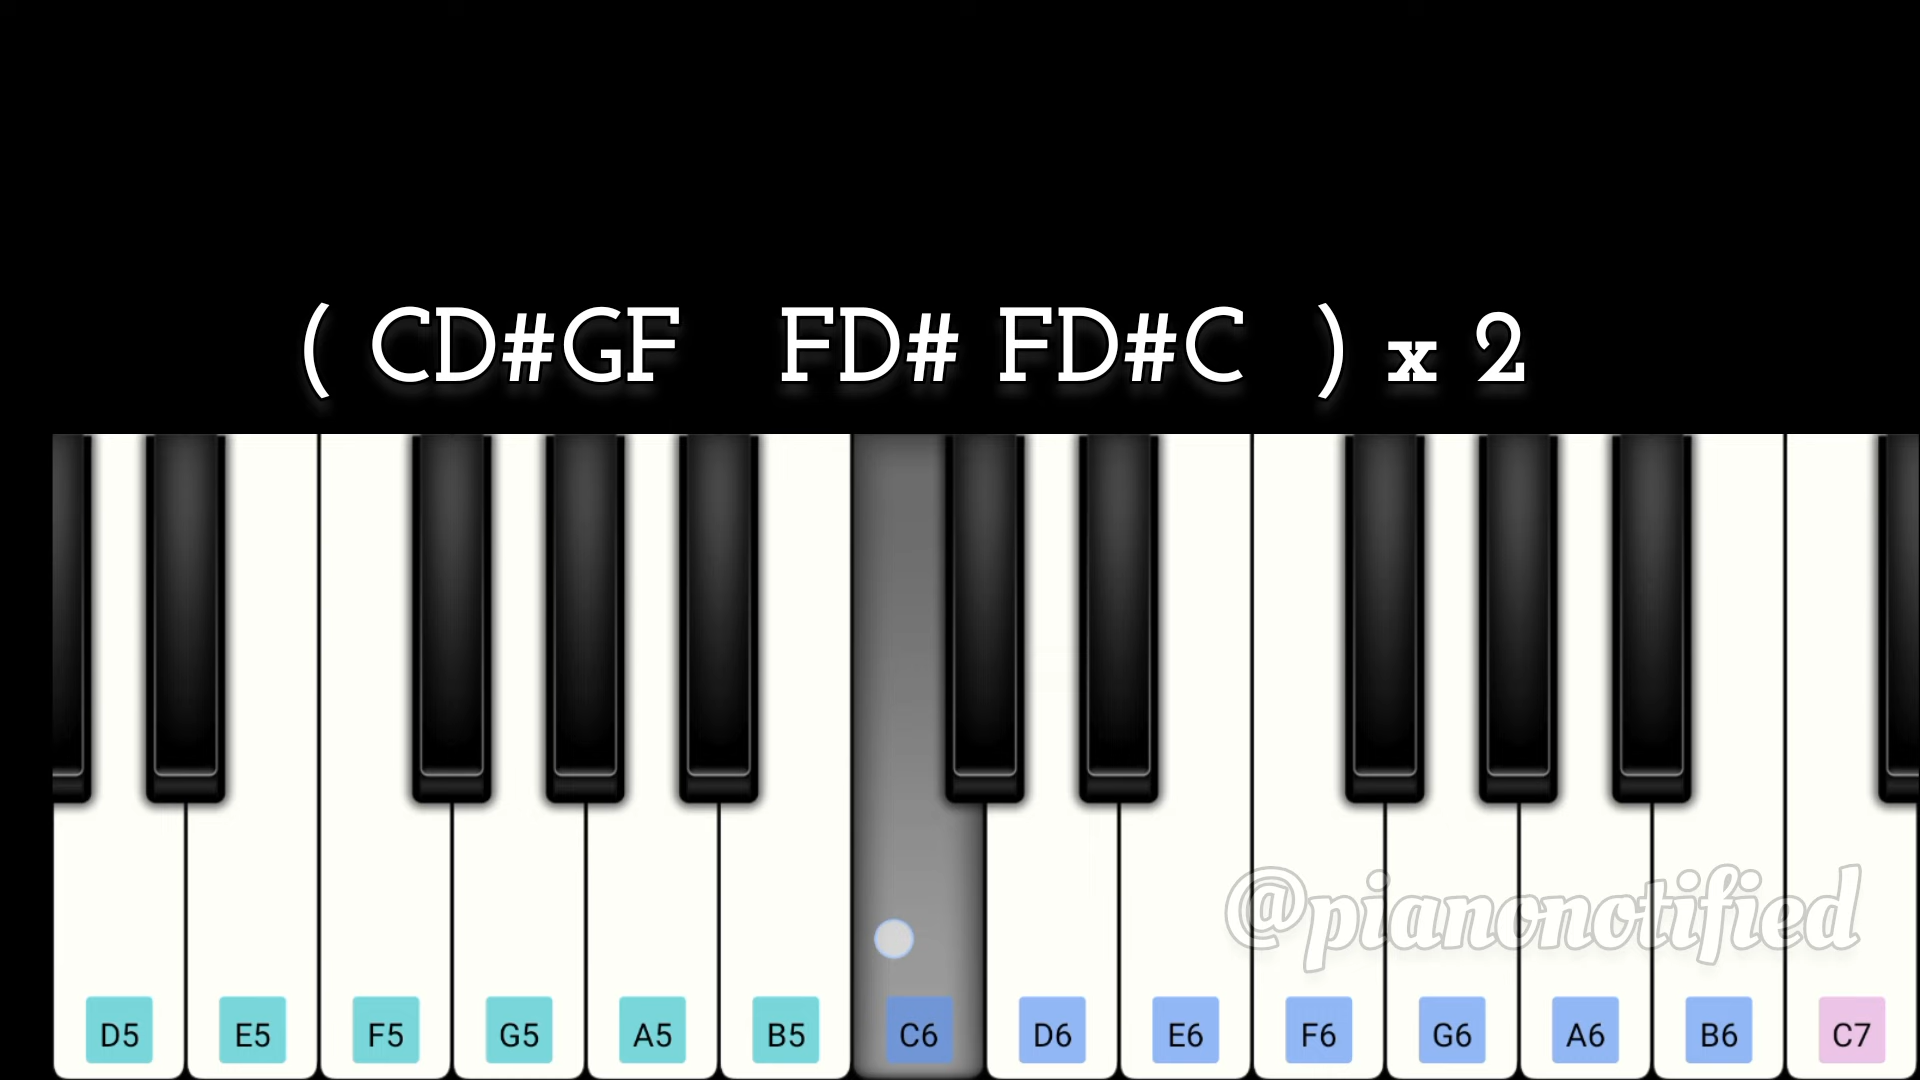 ( CD#GF FD# FD#C ) x 2
@pianonotified
D5 E5 F5 G5 A5 B5 C6 D6 E6 F6 G6 A6 B6 C7